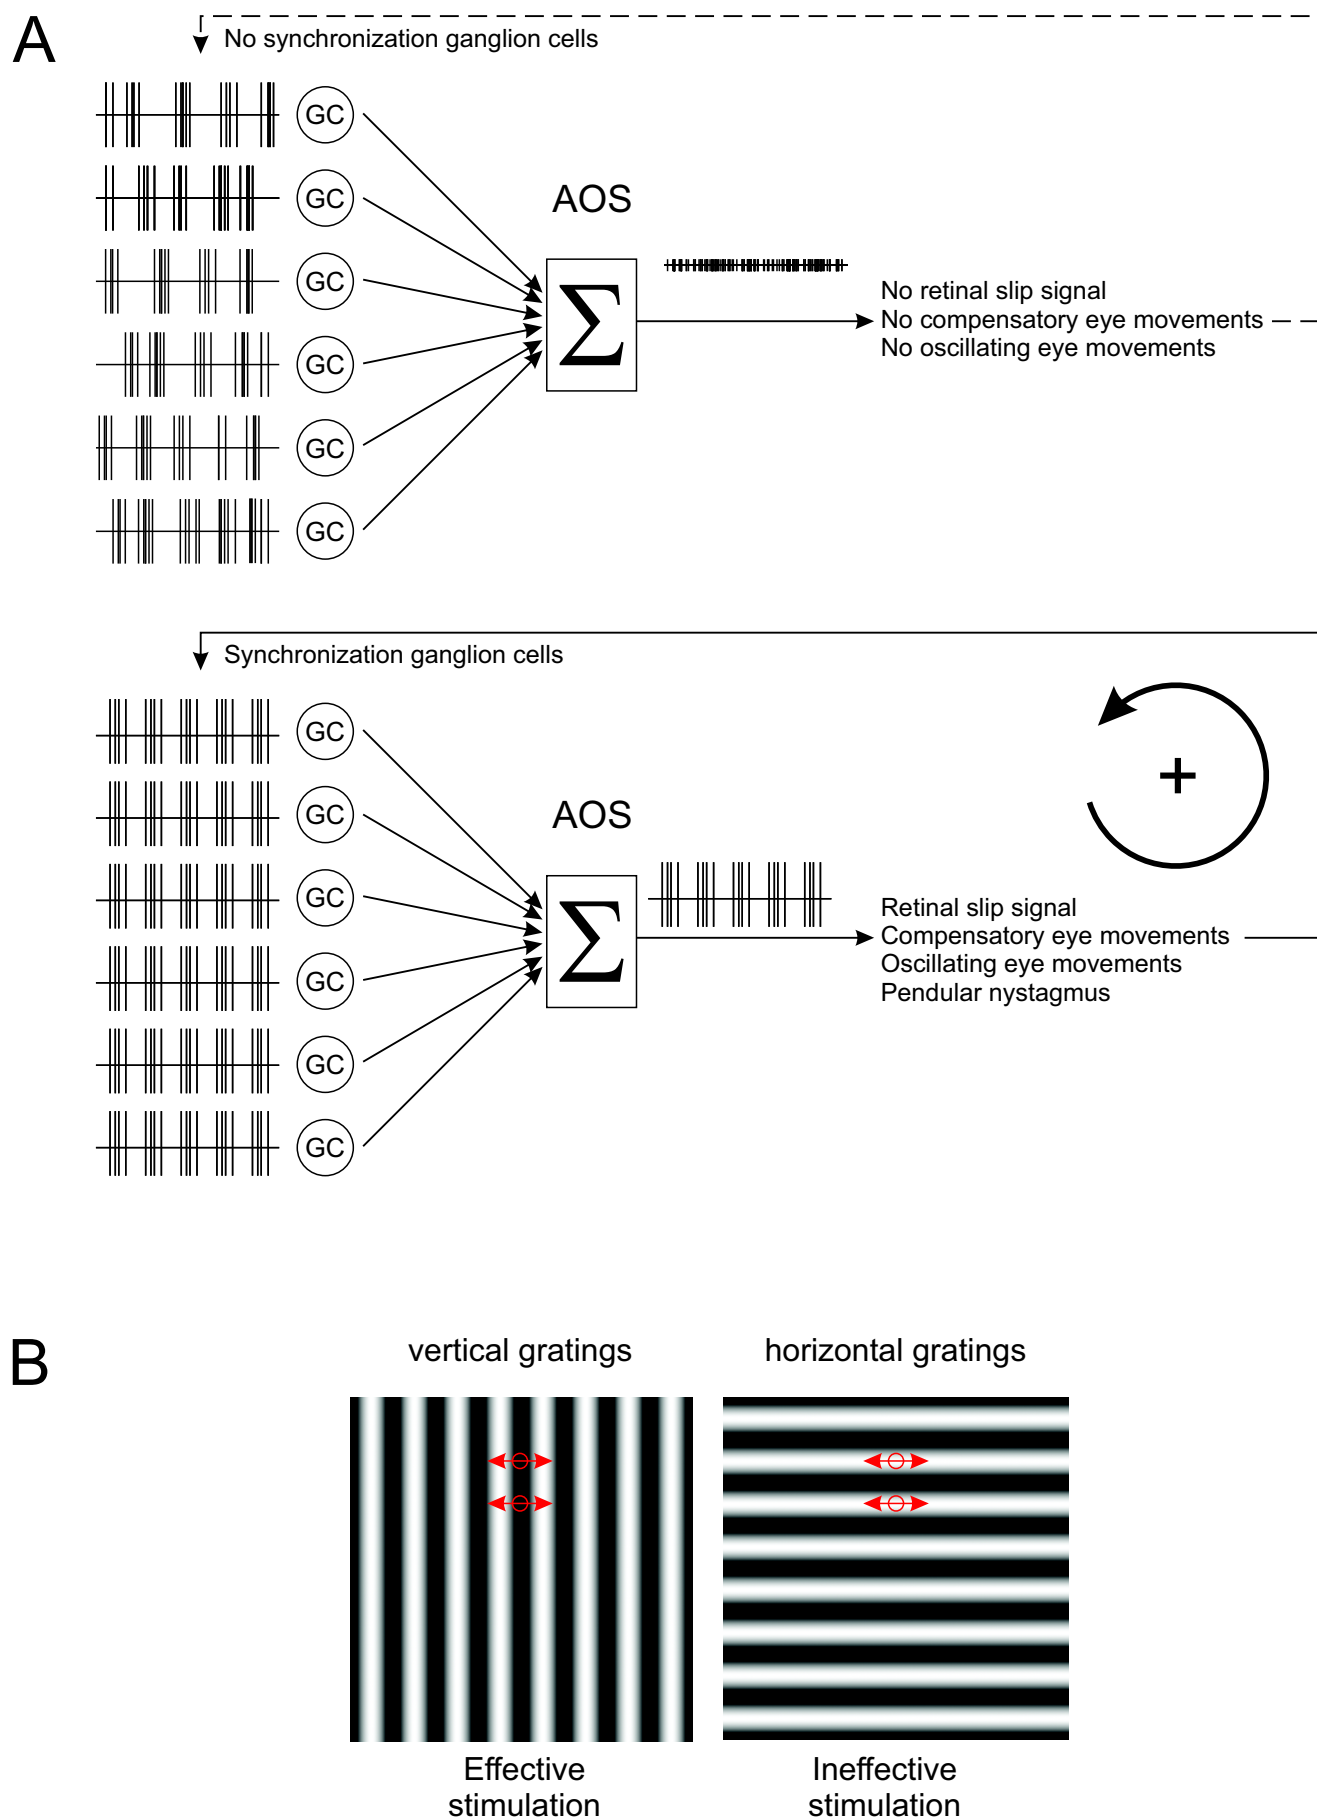 A
No synchronization ganglion cells
GC
GC
GC
GC
GC
GC
AOS
Σ
No retinal slip signal
No compensatory eye movements
No oscillating eye movements
Synchronization ganglion cells
GC
GC
GC
GC
GC
GC
AOS
Σ
+
Retinal slip signal
Compensatory eye movements
Oscillating eye movements
Pendular nystagmus
B
vertical gratings
horizontal gratings
Effective
stimulation
Ineffective
stimulation